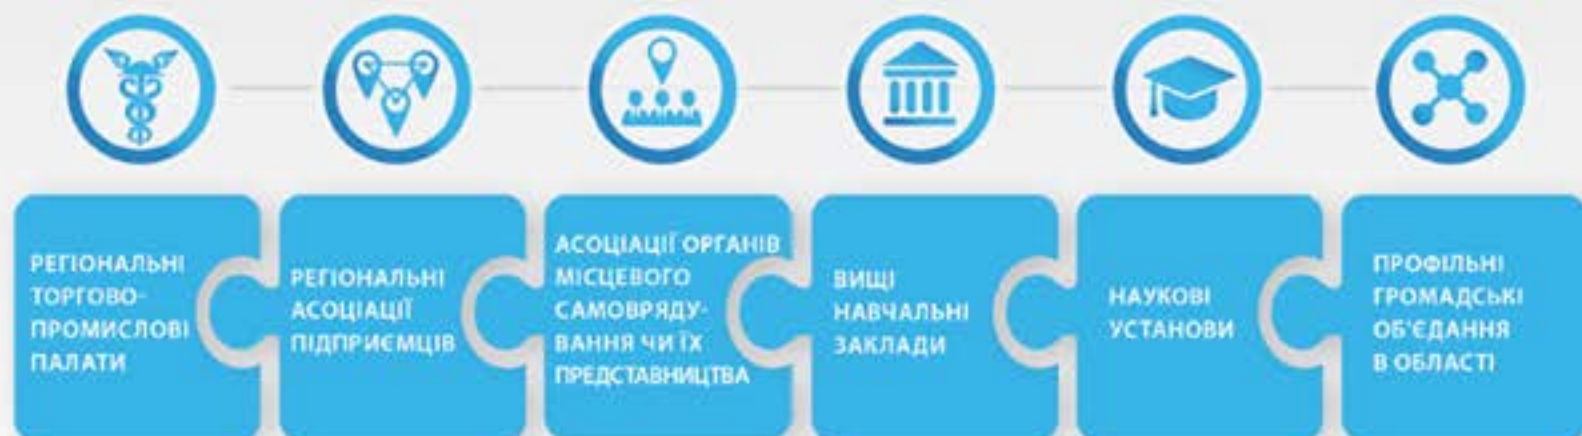 РЕГІОНАЛЬНІ
ТОРГОВО-
ПРОМИСЛОВІ
ПАЛАТИ
РЕГІОНАЛЬНІ
АСОЦІАЦІЇ
ПІДПРИЄМЦІВ
АСОЦІАЦІЇ ОРГАНІВ
МІСЦЕВОГО
САМОВРЯДУ-
ВАННЯ ЧИ ЇХ
ПРЕДСТАВНИЦТВА
ВИЩІ
НАВЧАЛЬНІ
ЗАКЛАДИ
НАУКОВІ
УСТАНОВИ
ПРОФІЛЬНІ
ГРОМАДСЬКІ
ОБ'ЄДАННЯ
В ОБЛАСТІ